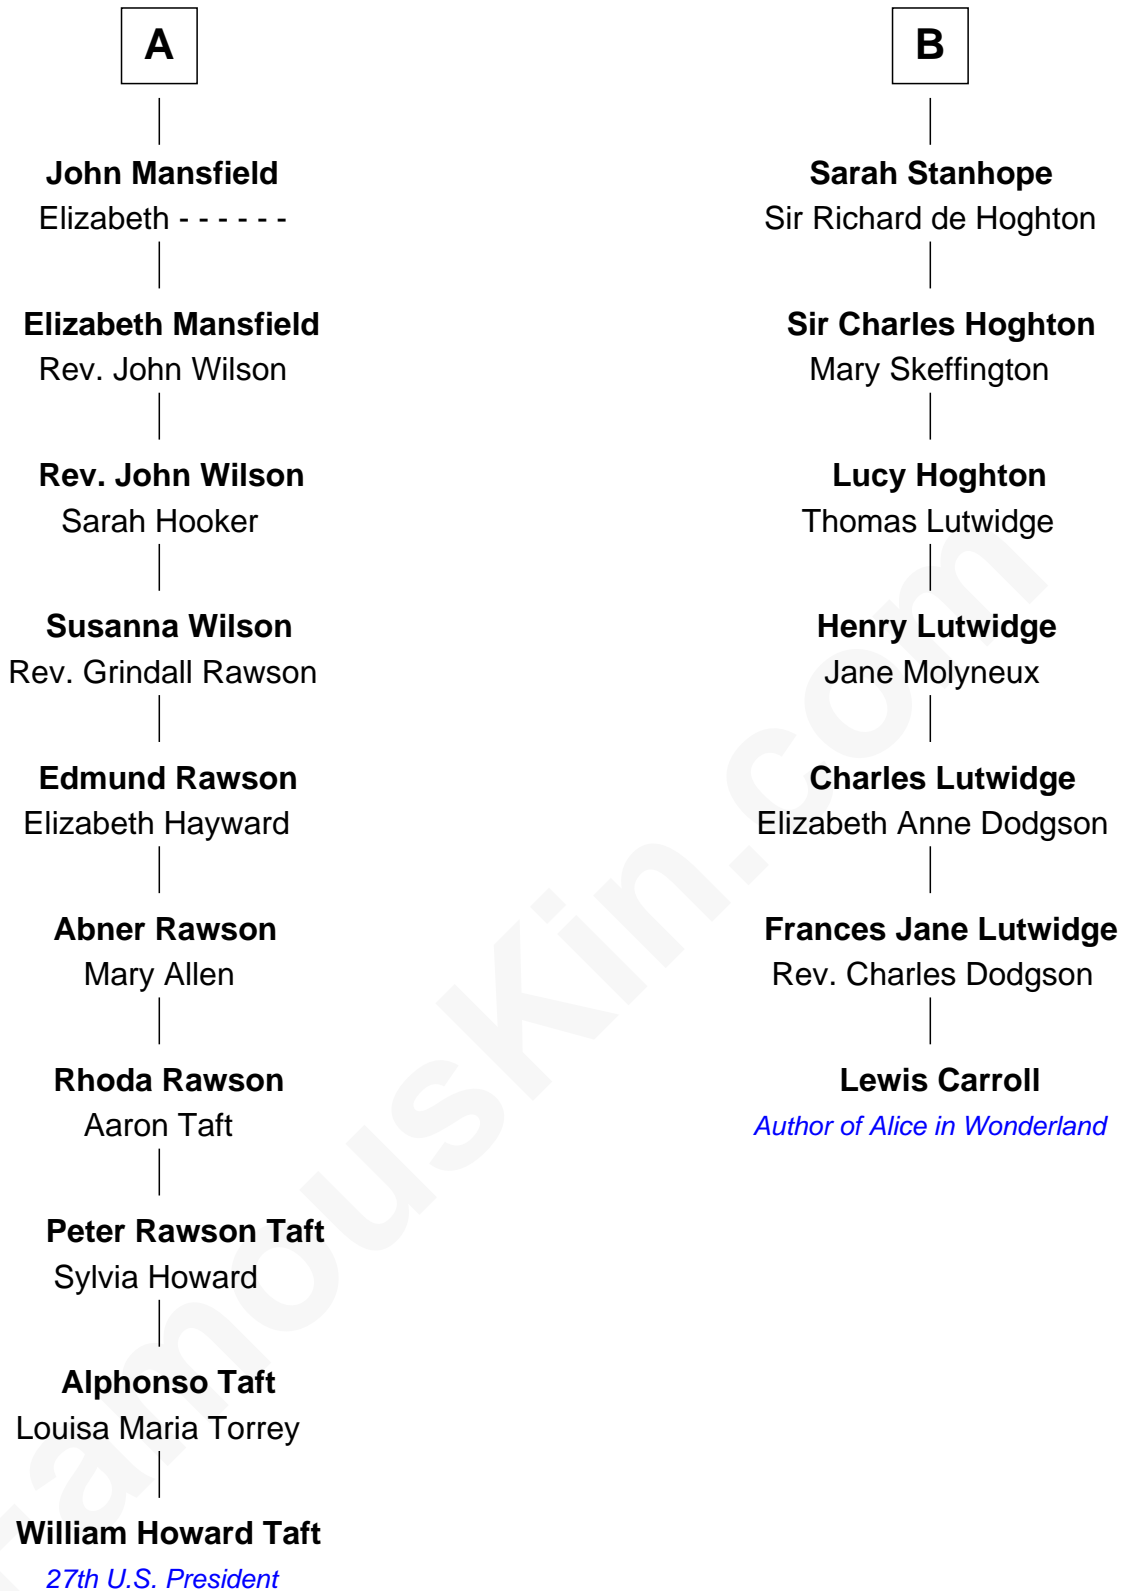 A
John Mansfield
Elizabeth - - - - - -
Elizabeth Mansfield
Rev. John Wilson
Rev. John Wilson
Sarah Hooker
Susanna Wilson
Rev. Grindall Rawson
Edmund Rawson
Elizabeth Hayward
Abner Rawson
Mary Allen
Rhoda Rawson
Aaron Taft
Peter Rawson Taft
Sylvia Howard
Alphonso Taft
Louisa Maria Torrey
William Howard Taft
27th U.S. President
B
Sarah Stanhope
Sir Richard de Hoghton
Sir Charles Hoghton
Mary Skeffington
Lucy Hoghton
Thomas Lutwidge
Henry Lutwidge
Jane Molyneux
Charles Lutwidge
Elizabeth Anne Dodgson
Frances Jane Lutwidge
Rev. Charles Dodgson
Lewis Carroll
Author of Alice in Wonderland
FamousKin.com